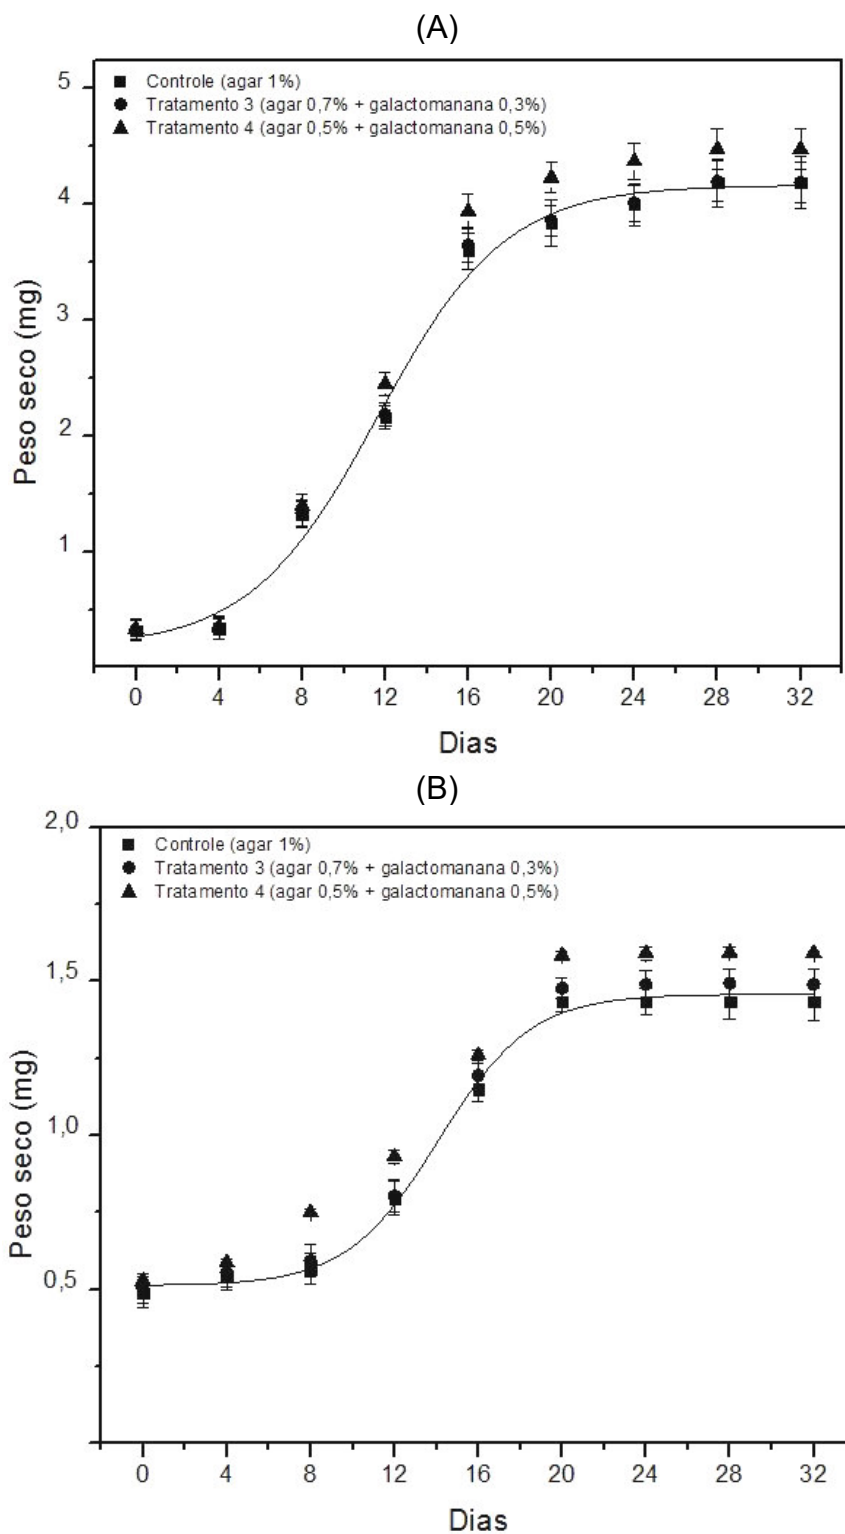 (A)
Controle (agar 1%)
Tratamento 3 (agar 0,7% + galactomanana 0,3%)
Tratamento 4 (agar 0,5% + galactomanana 0,5%)
5
4
3
2
1
Peso seco (mg)
0 4 8 12 16 20 24 28 32
Dias
(B)
Controle (agar 1%)
Tratamento 3 (agar 0,7% + galactomanana 0,3%)
Tratamento 4 (agar 0,5% + galactomanana 0,5%)
2,0
1,5
1,0
0,5
Peso seco (mg)
0 4 8 12 16 20 24 28 32
Dias